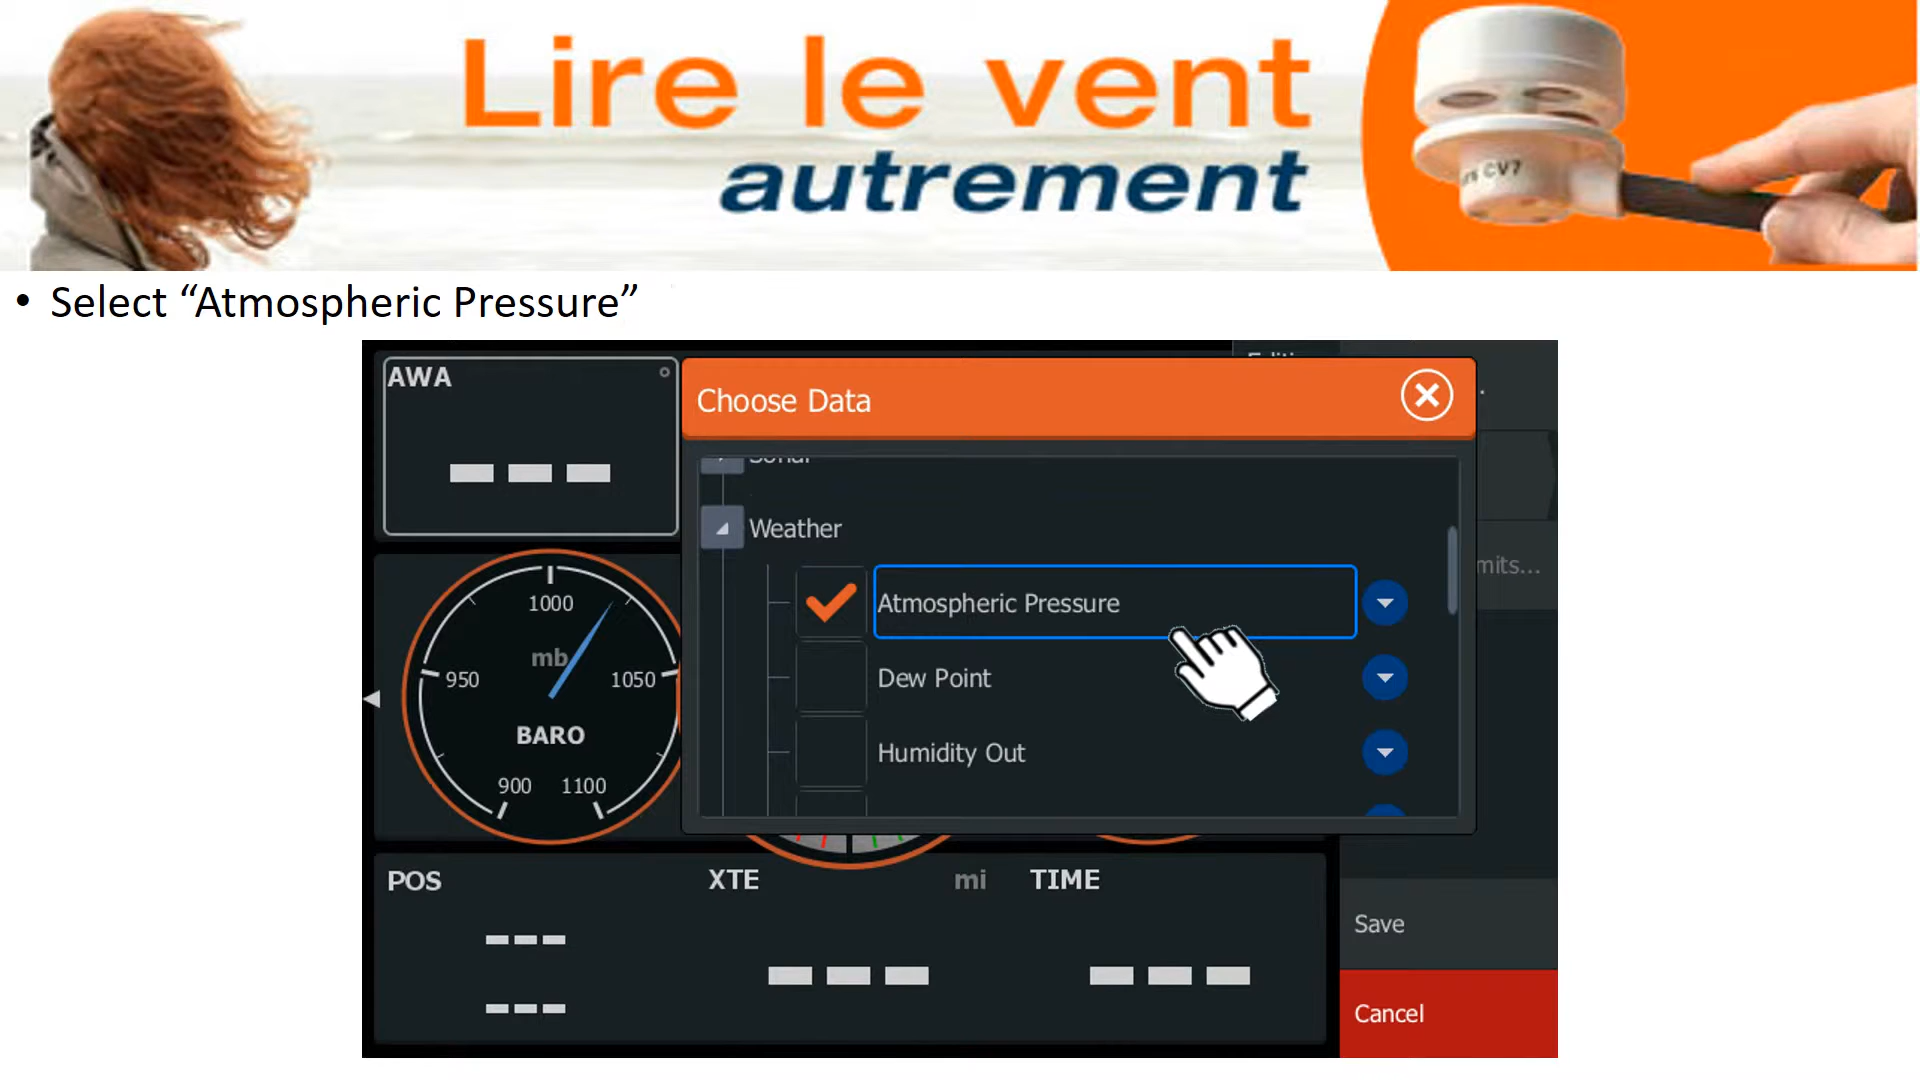 Lire le vent
autrement
CV7
• Select “Atmospheric Pressure”
AWA
Choose Data
Sonar
Weather
Atmospheric Pressure
Dew Point
Humidity Out
1000
mb
950
1050
BARO
900 1100
POS
XTE mi
TIME
Save
Cancel